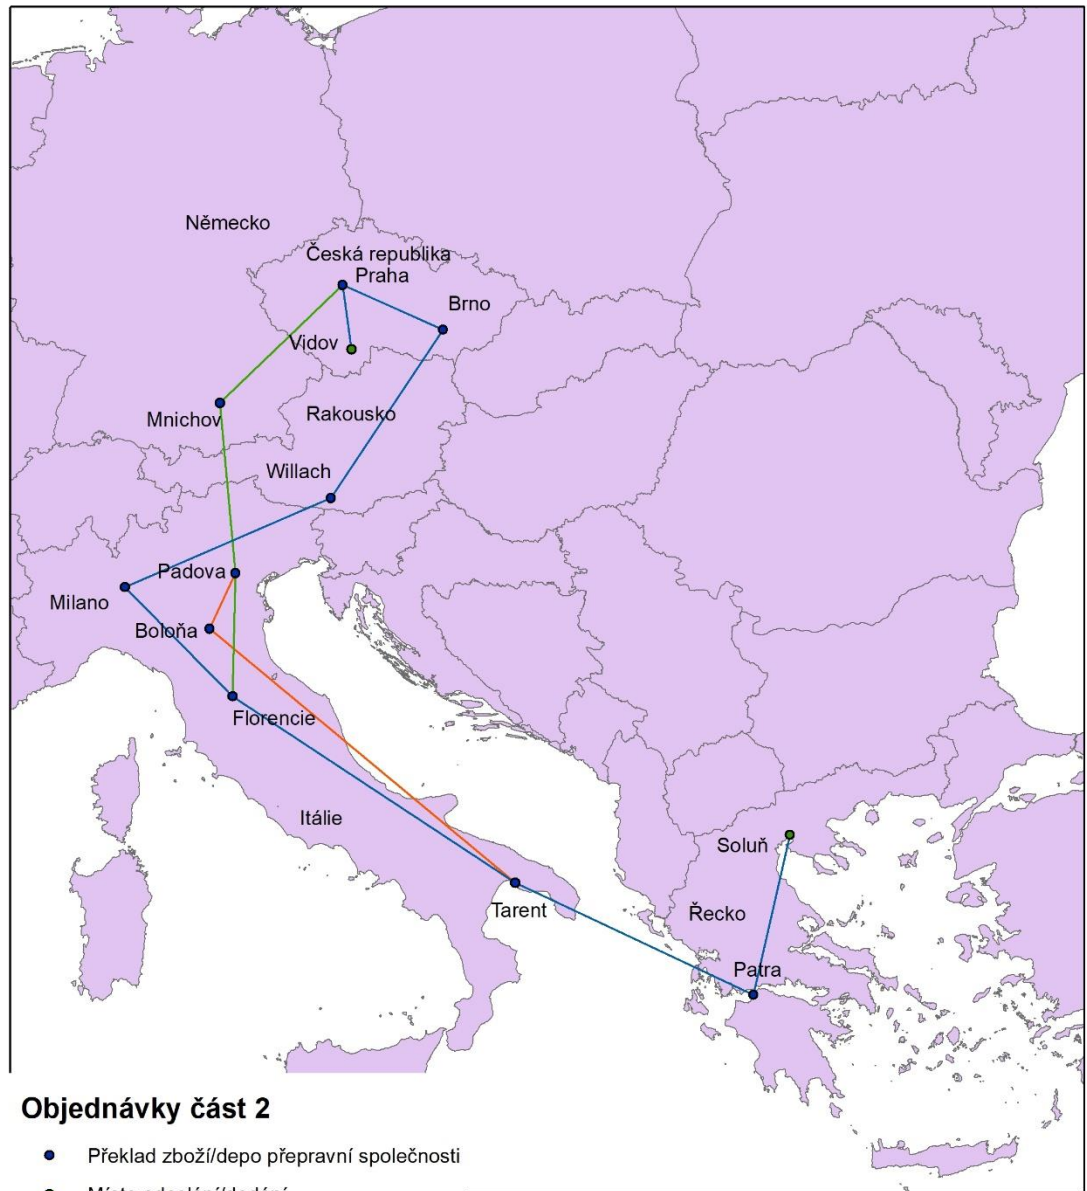 Německo
Česká republika
Praha
Brno
Vidov
Rakousko
Mnichov
Willach
Padova
Milano
Boloňa
Florencie
Itálie
Soluň
Tarent
Řecko
Patra
Objednávky část 2
Překlad zboží/depo přepravní společnosti